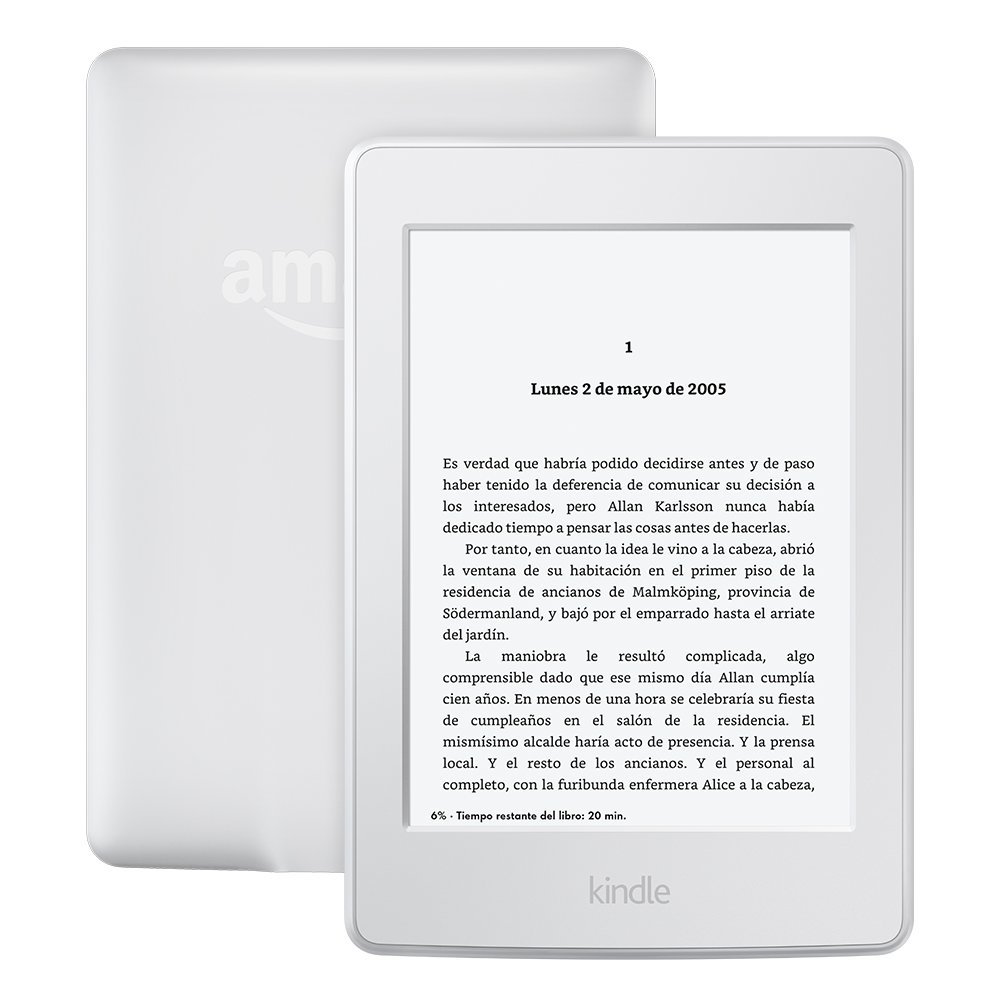 ama
1
Lunes 2 de mayo de 2005
Es verdad que habría podido decidirse antes y de paso
haber tenido la deferencia de comunicar su decisión a
los interesados, pero Allan Karlsson nunca había
dedicado tiempo a pensar las cosas antes de hacerlas.
Por tanto, en cuanto la idea le vino a la cabeza, abrió
la ventana de su habitación en el primer piso de la
residencia de ancianos de Malmköping, provincia de
Södermanland, y bajó por el emparrado hasta el arriate
del jardín.
La maniobra le resultó complicada, algo
comprensible dado que ese mismo día Allan cumplía
cien años. En menos de una hora se celebraría su fiesta
de cumpleaños en el salón de la residencia. El
mismísimo alcalde haría acto de presencia. Y la prensa
local. Y el resto de los ancianos. Y el personal al
completo, con la furibunda enfermera Alice a la cabeza,
6% · Tiempo restante del libro: 20 min.
kindle